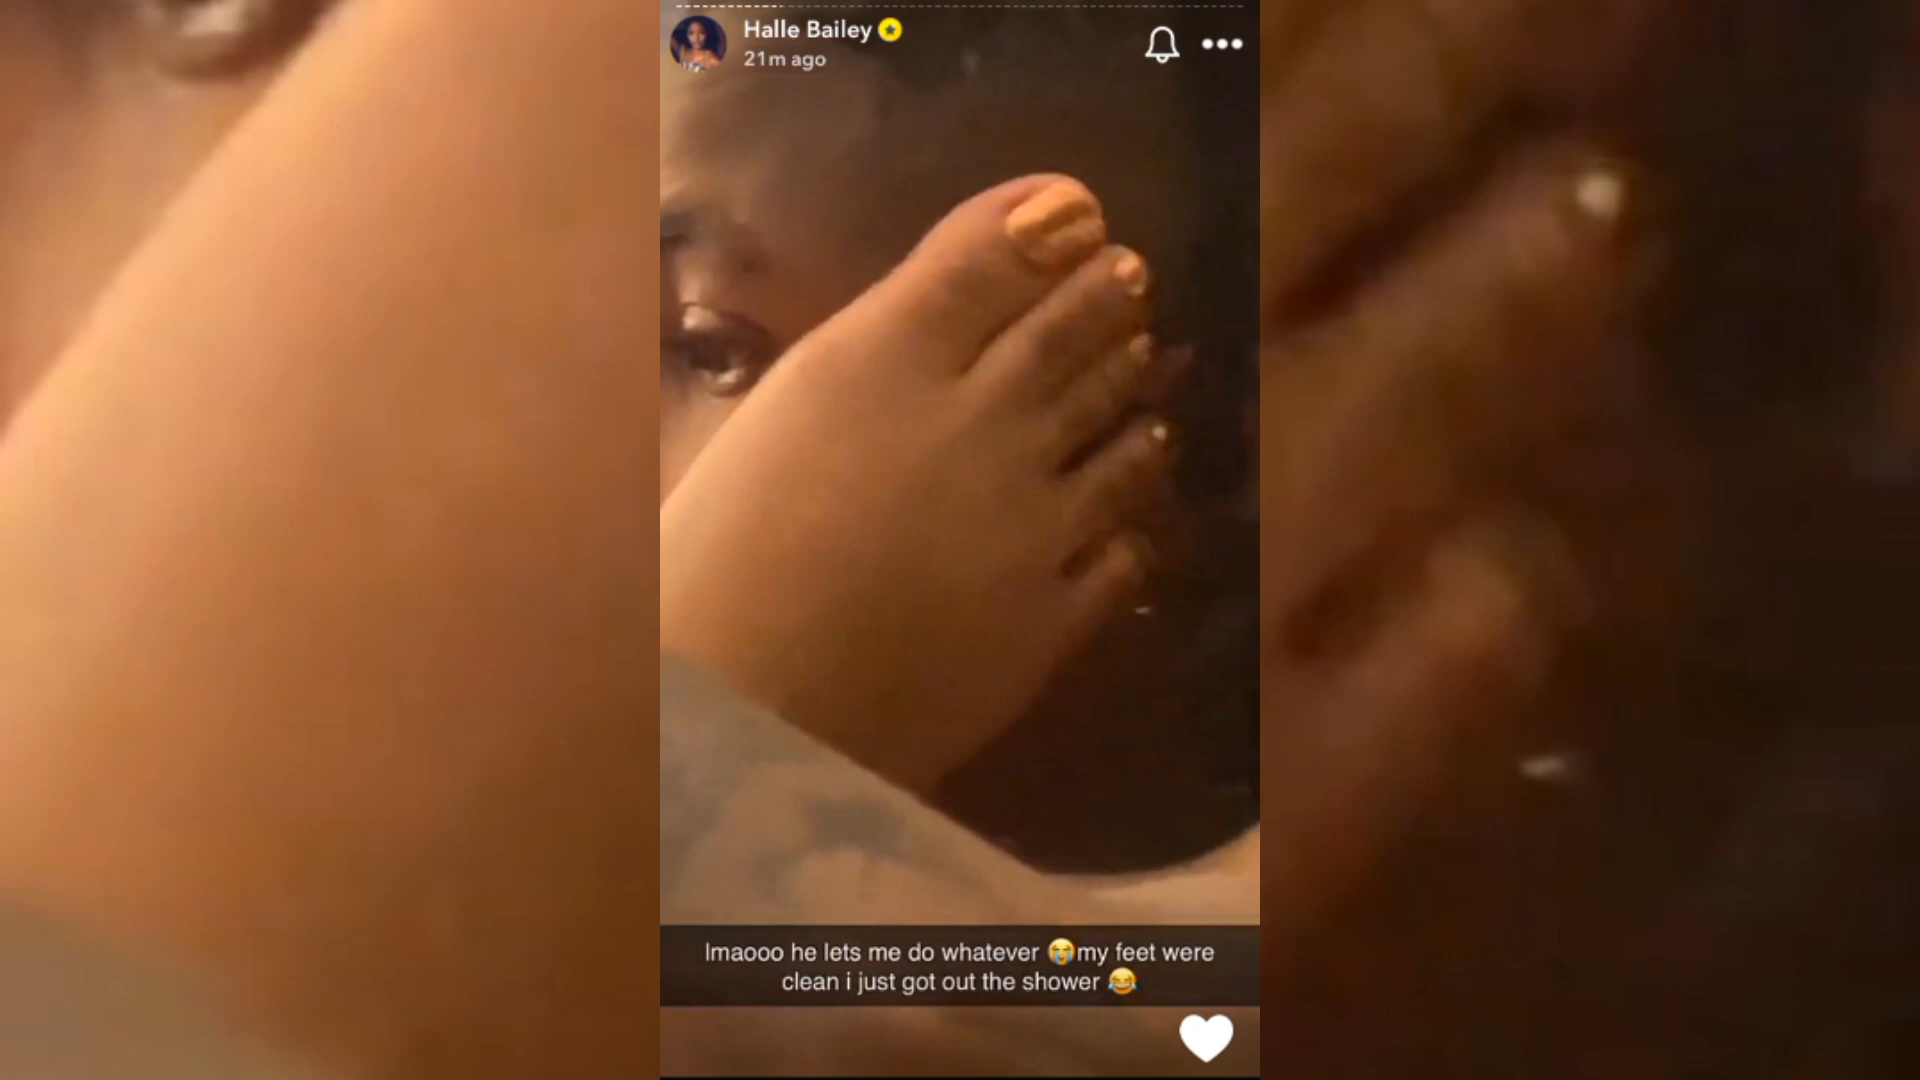 Halle Bailey
21m ago
lmaooo he lets me do whatever 😭my feet were
clean i just got out the shower 😂